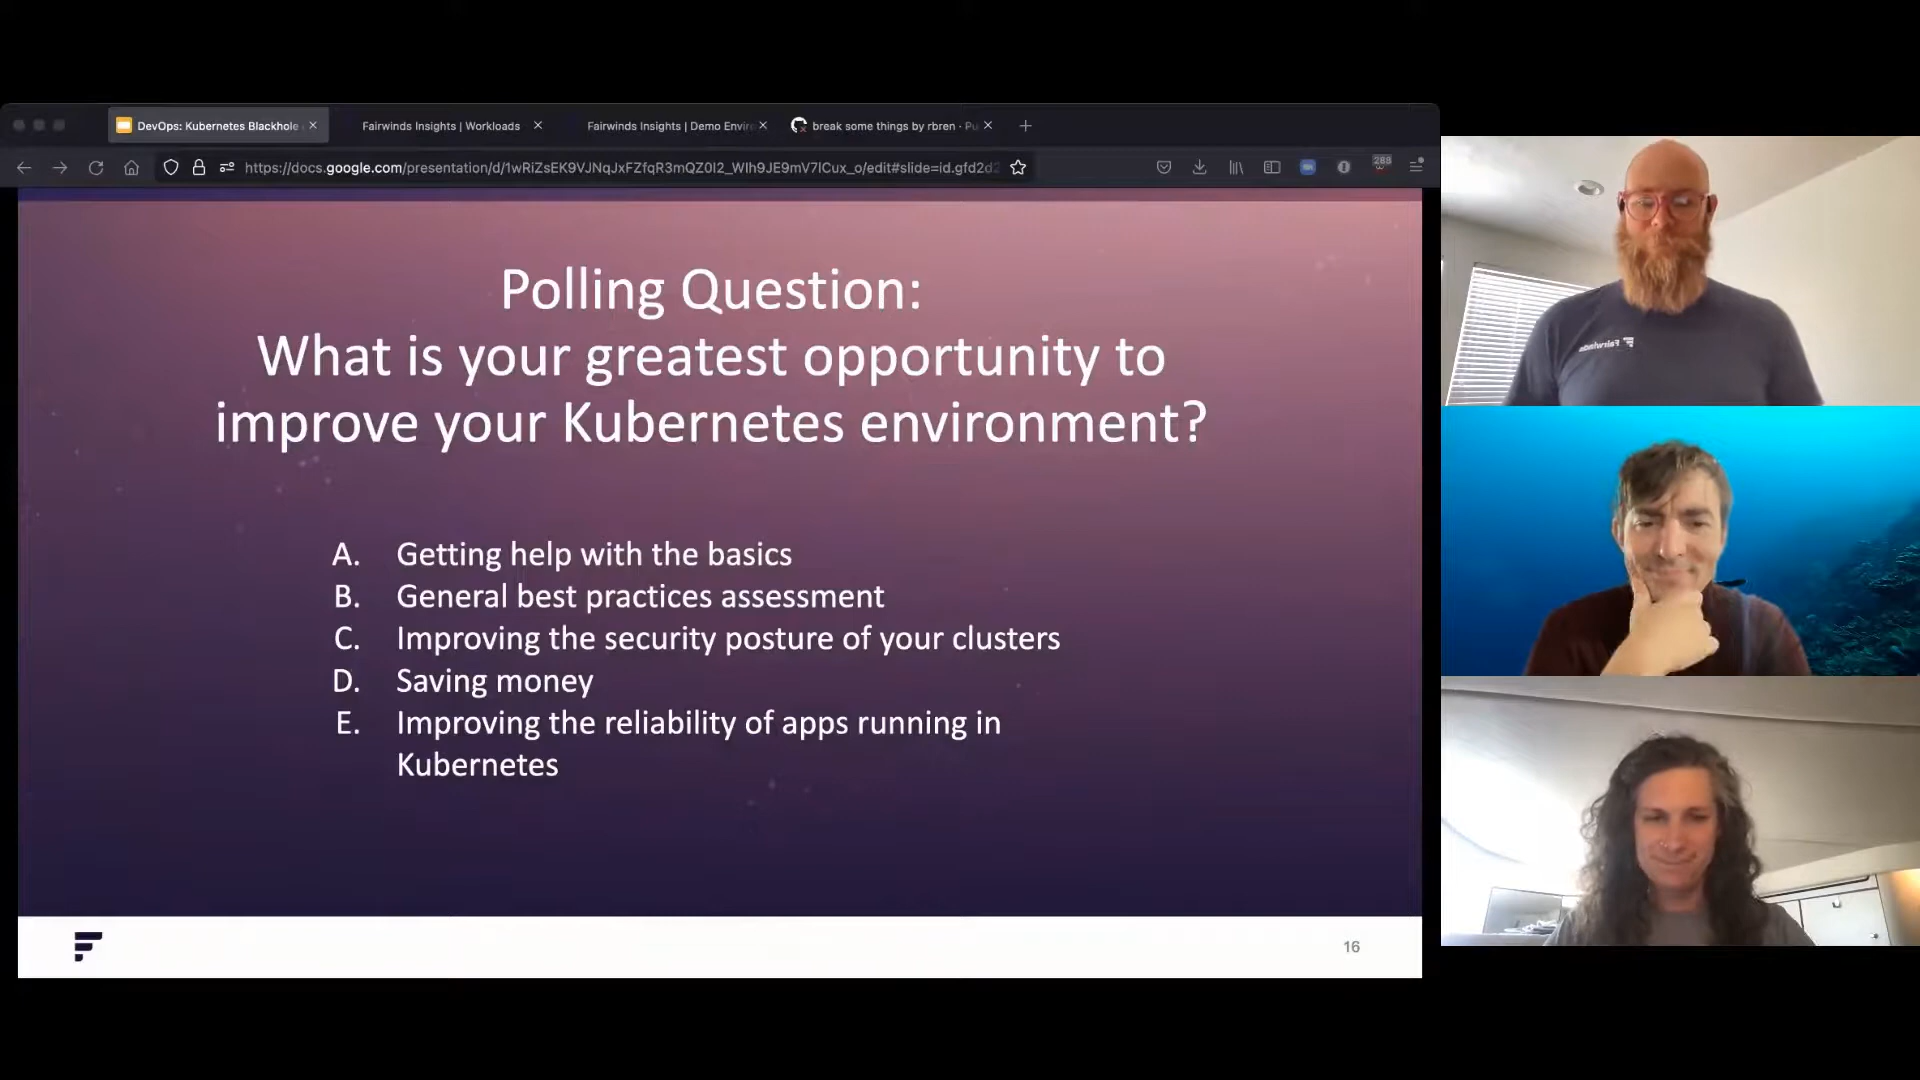 DevOps: Kubernetes Blackhole
Fairwinds Insights | Workloads
Fairwinds Insights | Demo Envir
break some things by rbren · Pu
https://docs.google.com/presentation/d/1wRiZsEK9VJNqJxFZfqR3mQZ0I2_WIh9JE9mV7lCux_o/edit#slide=id.gfd2d2
289
Polling Question:
What is your greatest opportunity to
improve your Kubernetes environment?
A. Getting help with the basics
B. General best practices assessment
C. Improving the security posture of your clusters
D. Saving money
E. Improving the reliability of apps running in
Kubernetes
16
Fairwinds